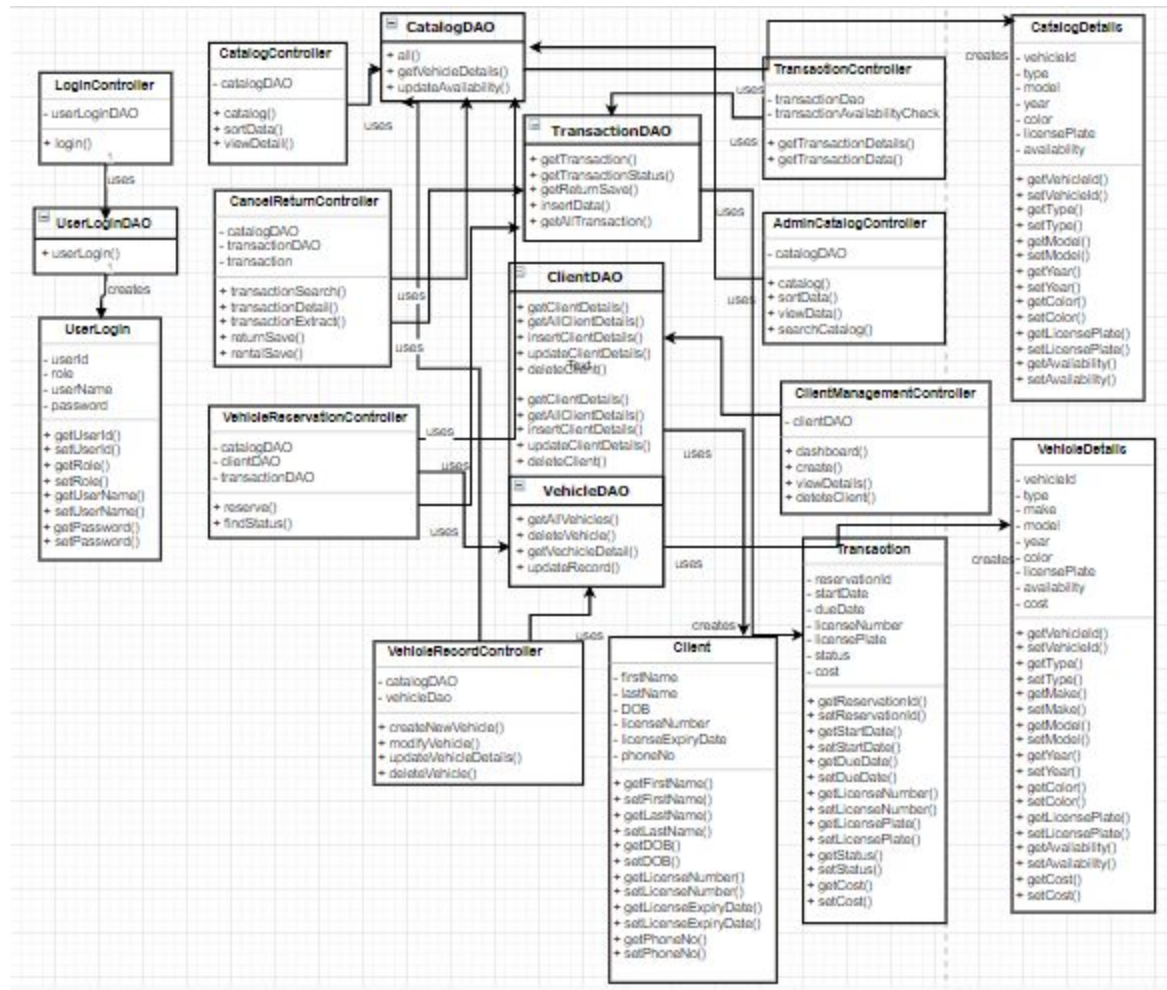 LoginController
- userLoginDAO
+ login()
uses
UserLoginDAO
+ userLogin()
creates
UserLogin
- userId
- role
- userName
- password
+ getUserId()
+ setUserId()
+ getRole()
+ setRole()
+ getUserName()
+ setUserName()
+ getPassword()
+ setPassword()
CatalogController
- catalogDAO
+ catalog()
+ sortData()
+ viewDetail()
uses
CancelReturnController
- catalogDAO
- transactionDAO
- transaction
+ transactionSearch()
+ transactionDetail()
+ transactionExtract()
+ returnSave()
+ rentalSave()
uses
uses
VehicleReservationController
- catalogDAO
- clientDAO
- transactionDAO
+ reserve()
+ findStatus()
uses
uses
uses
VehicleRecordController
- catalogDAO
- vehicleDao
+ createNewVehicle()
+ modifyVehicle()
+ updateVehicleDetails()
+ deleteVehicle()
uses
CatalogDAO
+ all()
+ getVehicleDetails()
+ updateAvailability()
TransactionDAO
+ getTransaction()
+ getTransactionStatus()
+ getReturnSave()
+ insertData()
+ getAllTransaction()
ClientDAO
+ getClientDetails()
+ getAllClientDetails()
+ insertClientDetails()
+ updateClientDetails()
Text
+ deleteClient()
+ getClientDetails()
+ getAllClientDetails()
+ insertClientDetails()
+ updateClientDetails()
+ deleteClient()
VehicleDAO
+ getAllVehicles()
+ deleteVehicle()
+ getVechicleDetail()
+ updateRecord()
uses
uses
creates
Client
- firstName
- lastName
- DOB
- licenseNumber
- licenseExpiryDate
- phoneNo
+ getFirstName()
+ setFirstName()
+ getLastName()
+ setLastName()
+ getDOB()
+ setDOB()
+ getLicenseNumber()
+ setLicenseNumber()
+ getLicenseExpiryDate()
+ setLicenseExpiryDate()
+ getPhoneNo()
+ setPhoneNo()
TransactionController
- transactionDao
- transactionAvailabilityCheck
+ getTransactionDetails()
+ getTransactionData()
uses
uses
uses
AdminCatalogController
- catalogDAO
+ catalog()
+ sortData()
+ viewData()
+ searchCatalog()
uses
ClientManagementController
- clientDAO
+ dashboard()
+ create()
+ viewDetails()
+ deteteClient()
Transaction
- reservationId
- startDate
- dueDate
- licenseNumber
- licensePlate
- status
- cost
+ getReservationId()
+ setReservationId()
+ getStartDate()
+ setStartDate()
+ getDueDate()
+ setDueDate()
+ getLicenseNumber()
+ setLicenseNumber()
+ getLicensePlate()
+ setLicensePlate()
+ getStatus()
+ setStatus()
+ getCost()
+ setCost()
creates
CatalogDetails
- vehicleId
- type
- model
- year
- color
- licensePlate
- availability
+ getVehicleId()
+ setVehicleId()
+ getType()
+ setType()
+ getModel()
+ setModel()
+ getYear()
+ setYear()
+ getColor()
+ setColor()
+ getLicensePlate()
+ setLicensePlate()
+ getAvailability()
+ setAvailability()
creates
VehicleDetails
- vehicleId
- type
- make
- model
- year
- color
- licensePlate
- availability
- cost
+ getVehicleId()
+ setVehicleId()
+ getType()
+ setType()
+ getMake()
+ setMake()
+ getModel()
+ setModel()
+ getYear()
+ setYear()
+ getColor()
+ setColor()
+ getLicensePlate()
+ setLicensePlate()
+ getAvailability()
+ setAvailability()
+ getCost()
+ setCost()